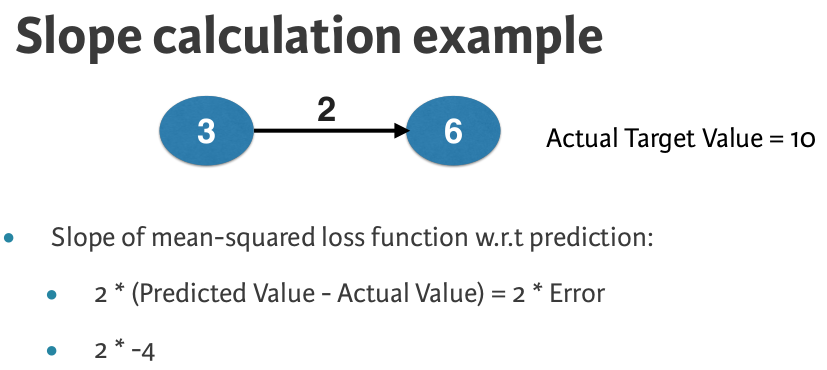 Slope calculation example
2
3
6
Actual Target Value = 10
Slope of mean-squared loss function w.r.t prediction:
2 * (Predicted Value - Actual Value) = 2 * Error
2 * -4